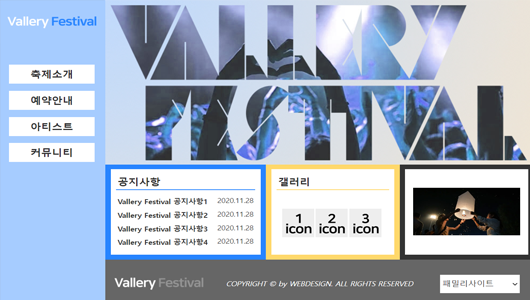 Vallery Festival
축제소개
예약안내
아티스트
커뮤니티
VALLERY
FESTIVAL
공지사항
Vallery Festival 공지사항1 2020.11.28
Vallery Festival 공지사항2 2020.11.28
Vallery Festival 공지사항3 2020.11.28
Vallery Festival 공지사항4 2020.11.28
갤러리
1 2 3
icon icon icon
Vallery Festival
COPYRIGHT © by WEBDESIGN. ALL RIGHTS RESERVED
패밀리사이트